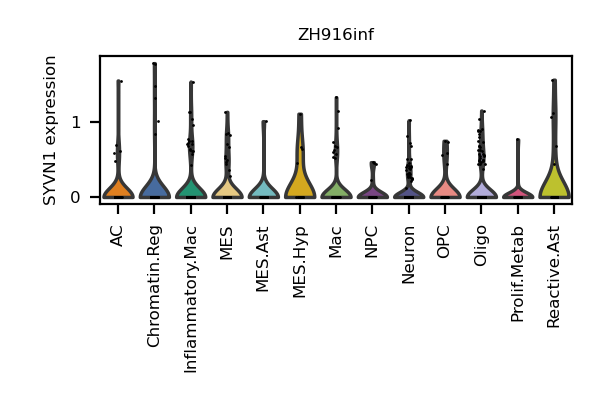 ZH916inf
SYVN1 expression
1
0
AC
Chromatin.Reg
Inflammatory.Mac
MES
MES.Ast
MES.Hyp
Mac
NPC
Neuron
OPC
Oligo
Prolif.Metab
Reactive.Ast